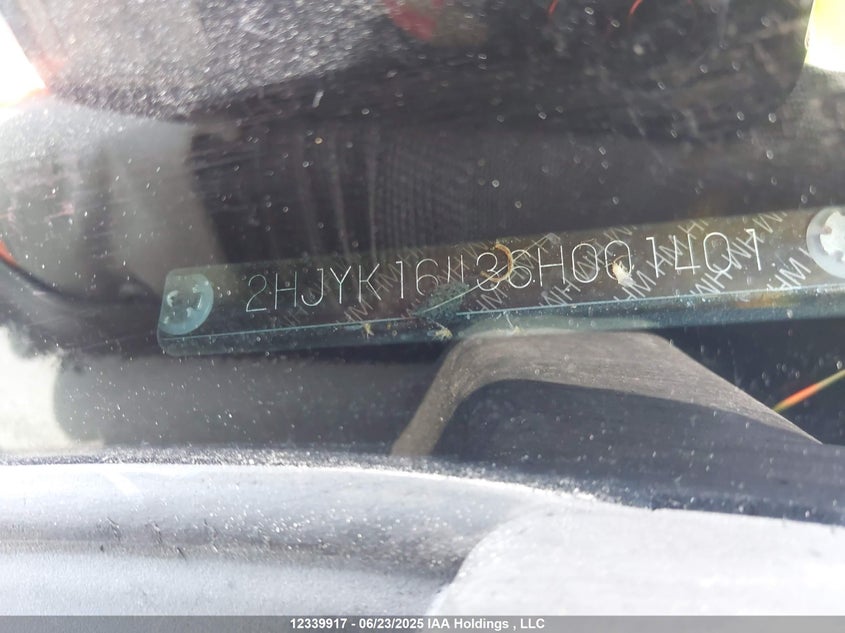 2HJYK16436H001401
12339917 - 06/23/2025 IAA Holdings , LLC